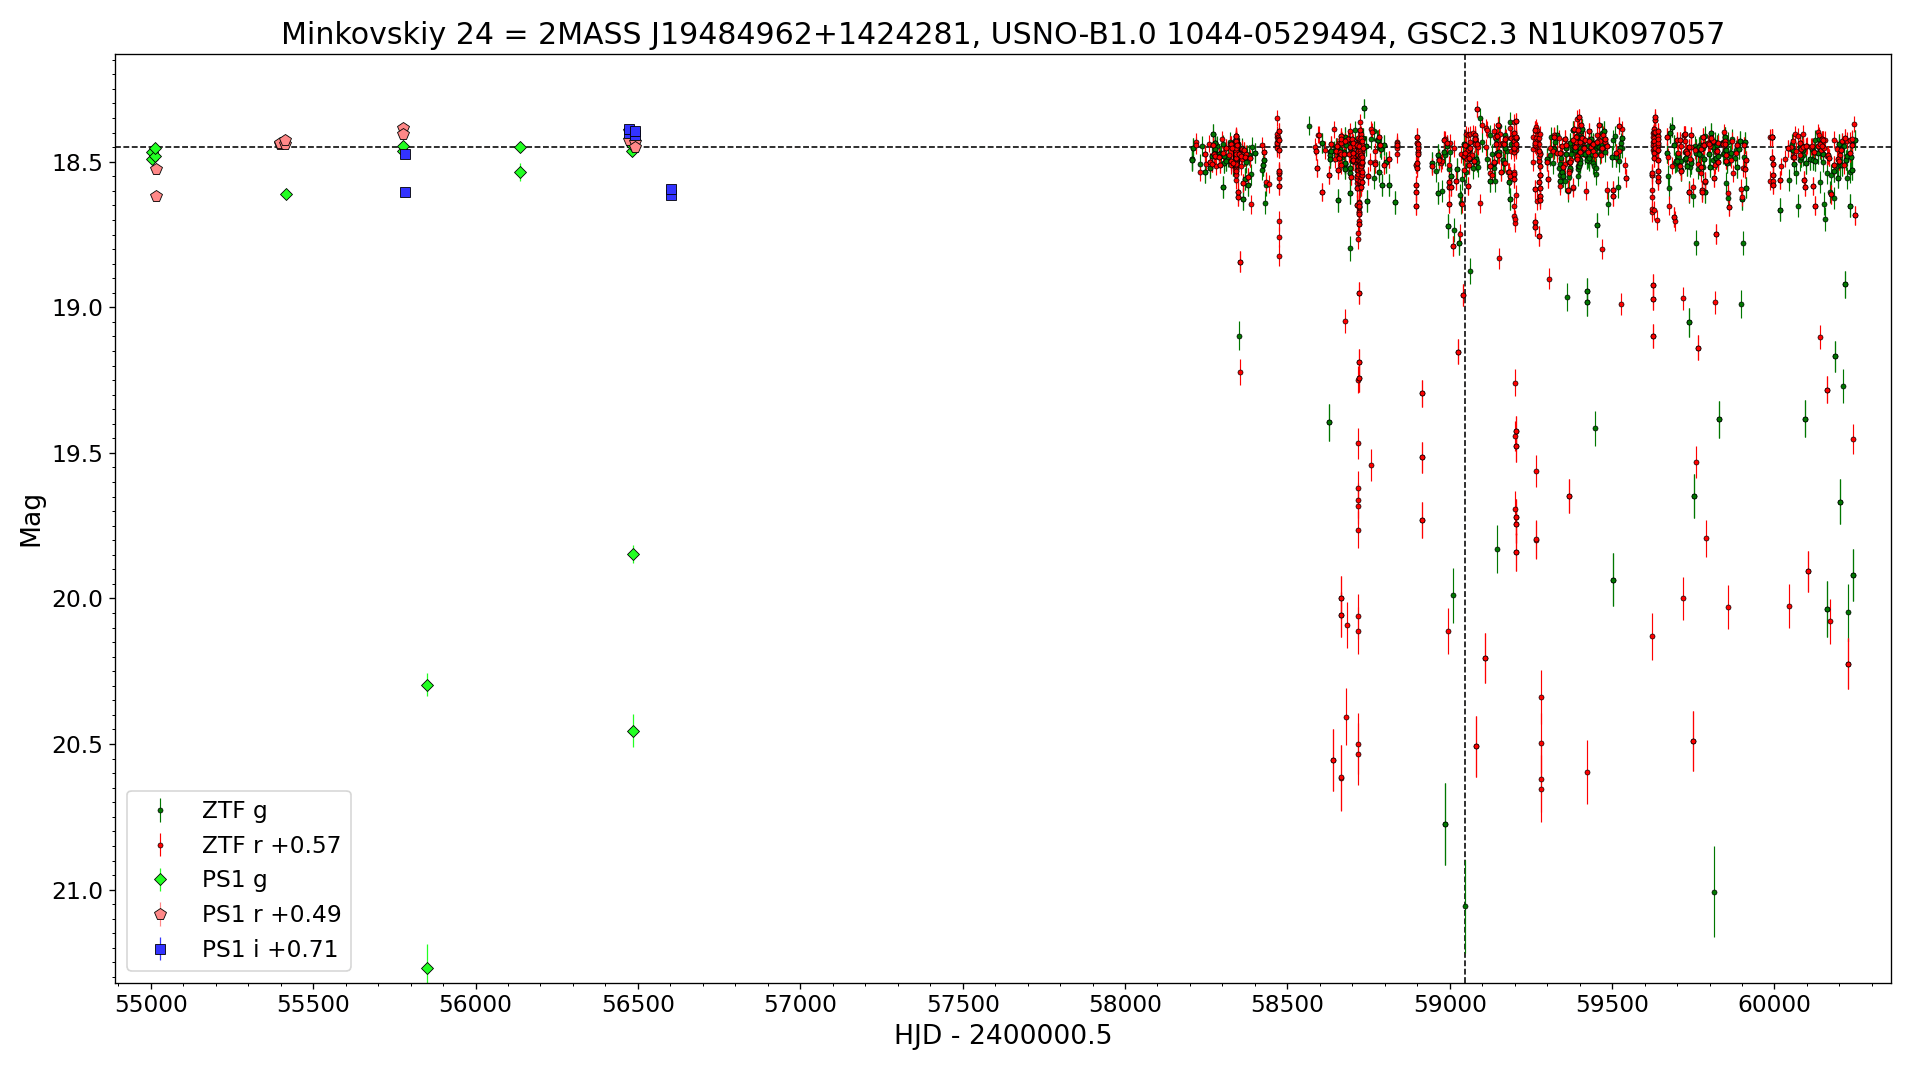 Minkovskiy 24 = 2MASS J19484962+1424281, USNO-B1.0 1044-0529494, GSC2.3 N1UK097057
Mag
18.5
19.0
19.5
20.0
20.5
21.0
ZTF g
ZTF r +0.57
PS1 g
PS1 r +0.49
PS1 i +0.71
55000 55500 56000 56500 57000 57500 58000 58500 59000 59500 60000
HJD - 2400000.5